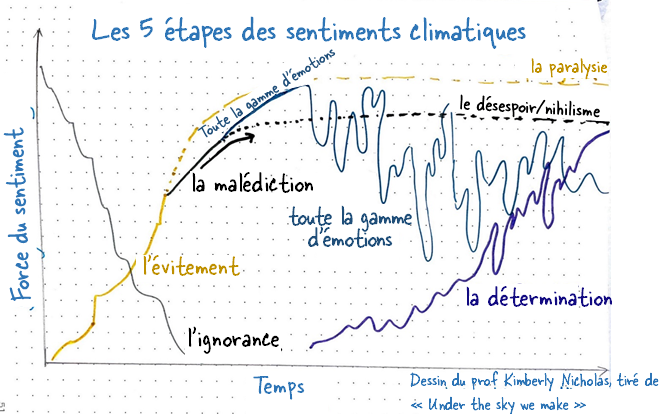 Les 5 étapes des sentiments climatiques
la paralysie
Toute la gamme d'émotions
le désespoir/nihilisme
la malédiction
toute la gamme
d'émotions
Force du sentiment
l'évitement
la détermination
l'ignorance
Temps
Dessin du prof Kimberly Nicholas, tiré de
« Under the sky we make »